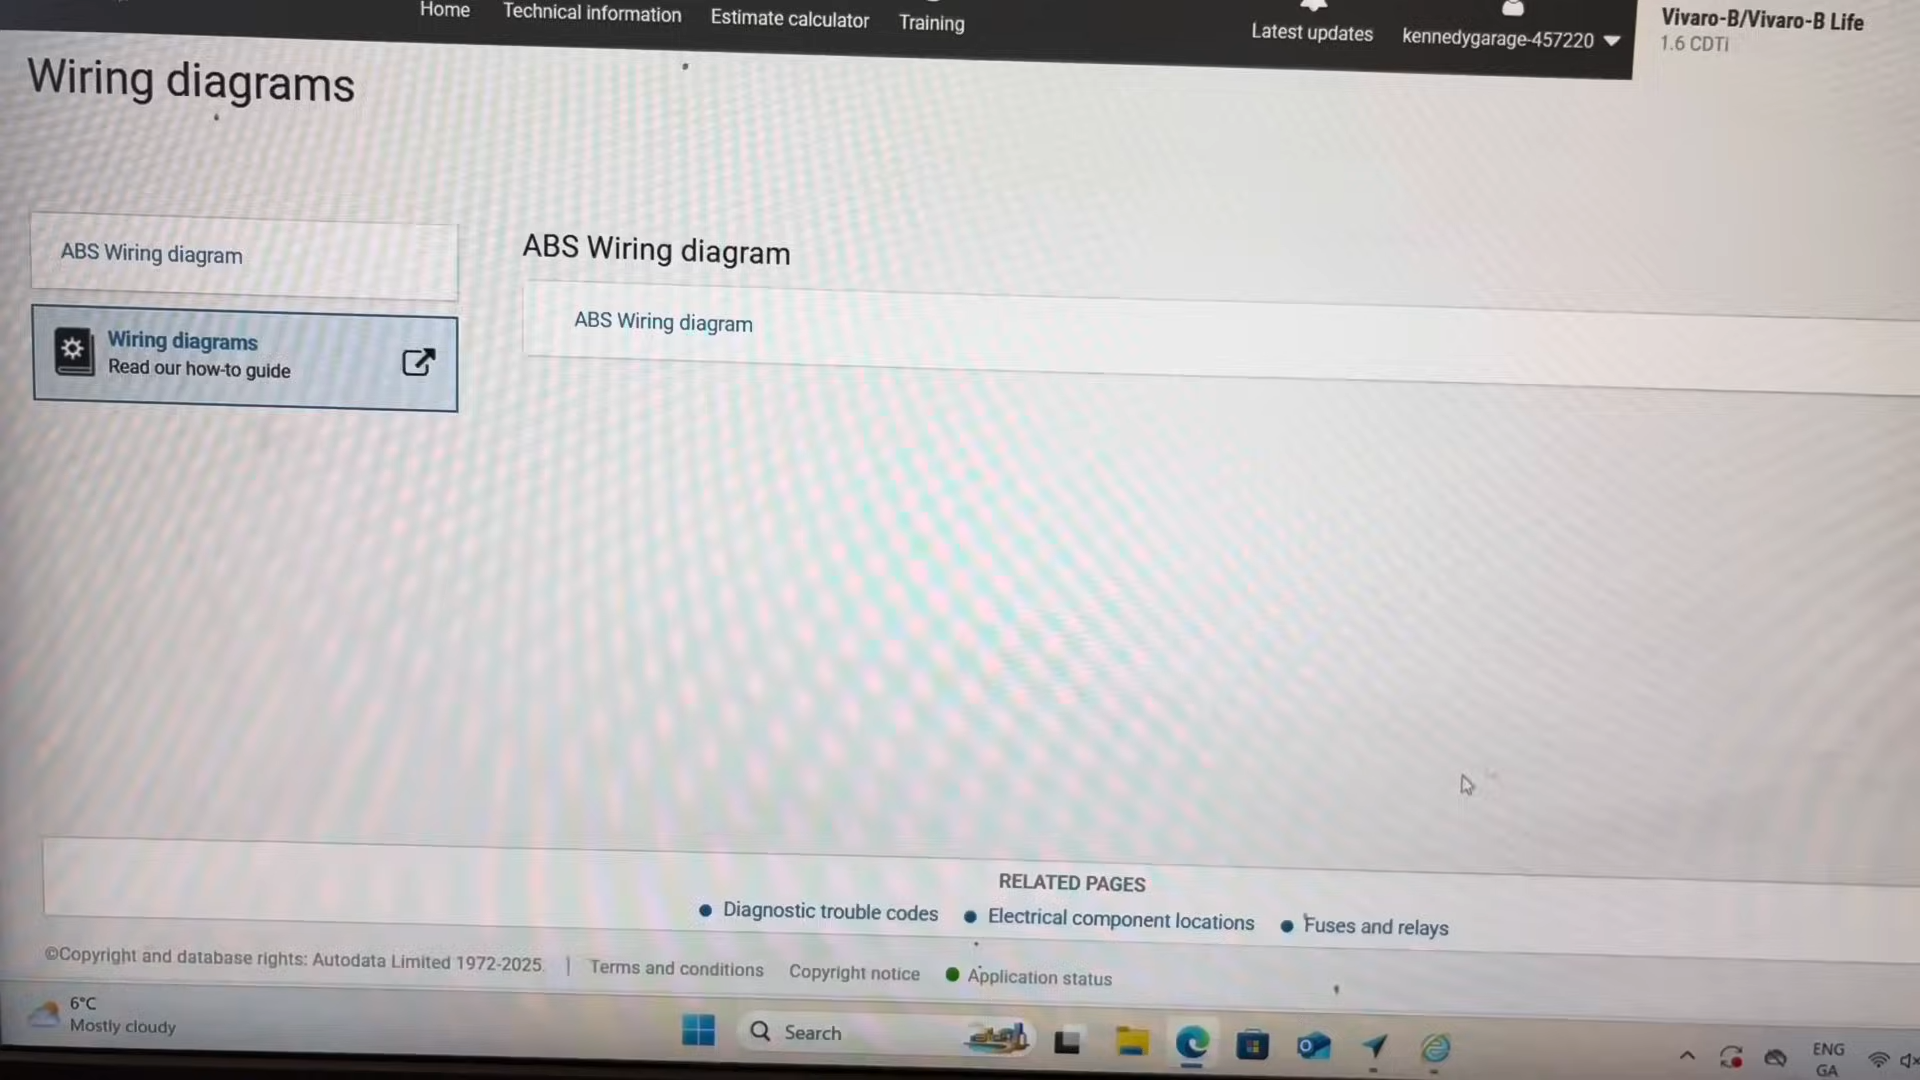 Home Technical information Estimate calculator Training Latest updates kennedygarage-457220
Vivaro-B/Vivaro-B Life
1.6 CDTi
Wiring diagrams
ABS Wiring diagram
Wiring diagrams
Read our how-to guide
ABS Wiring diagram
ABS Wiring diagram
RELATED PAGES
Diagnostic trouble codes Electrical component locations Fuses and relays
©Copyright and database rights: Autodata Limited 1972-2025 | Terms and conditions Copyright notice Application status
6°C
Mostly cloudy
Search
ENG
GA